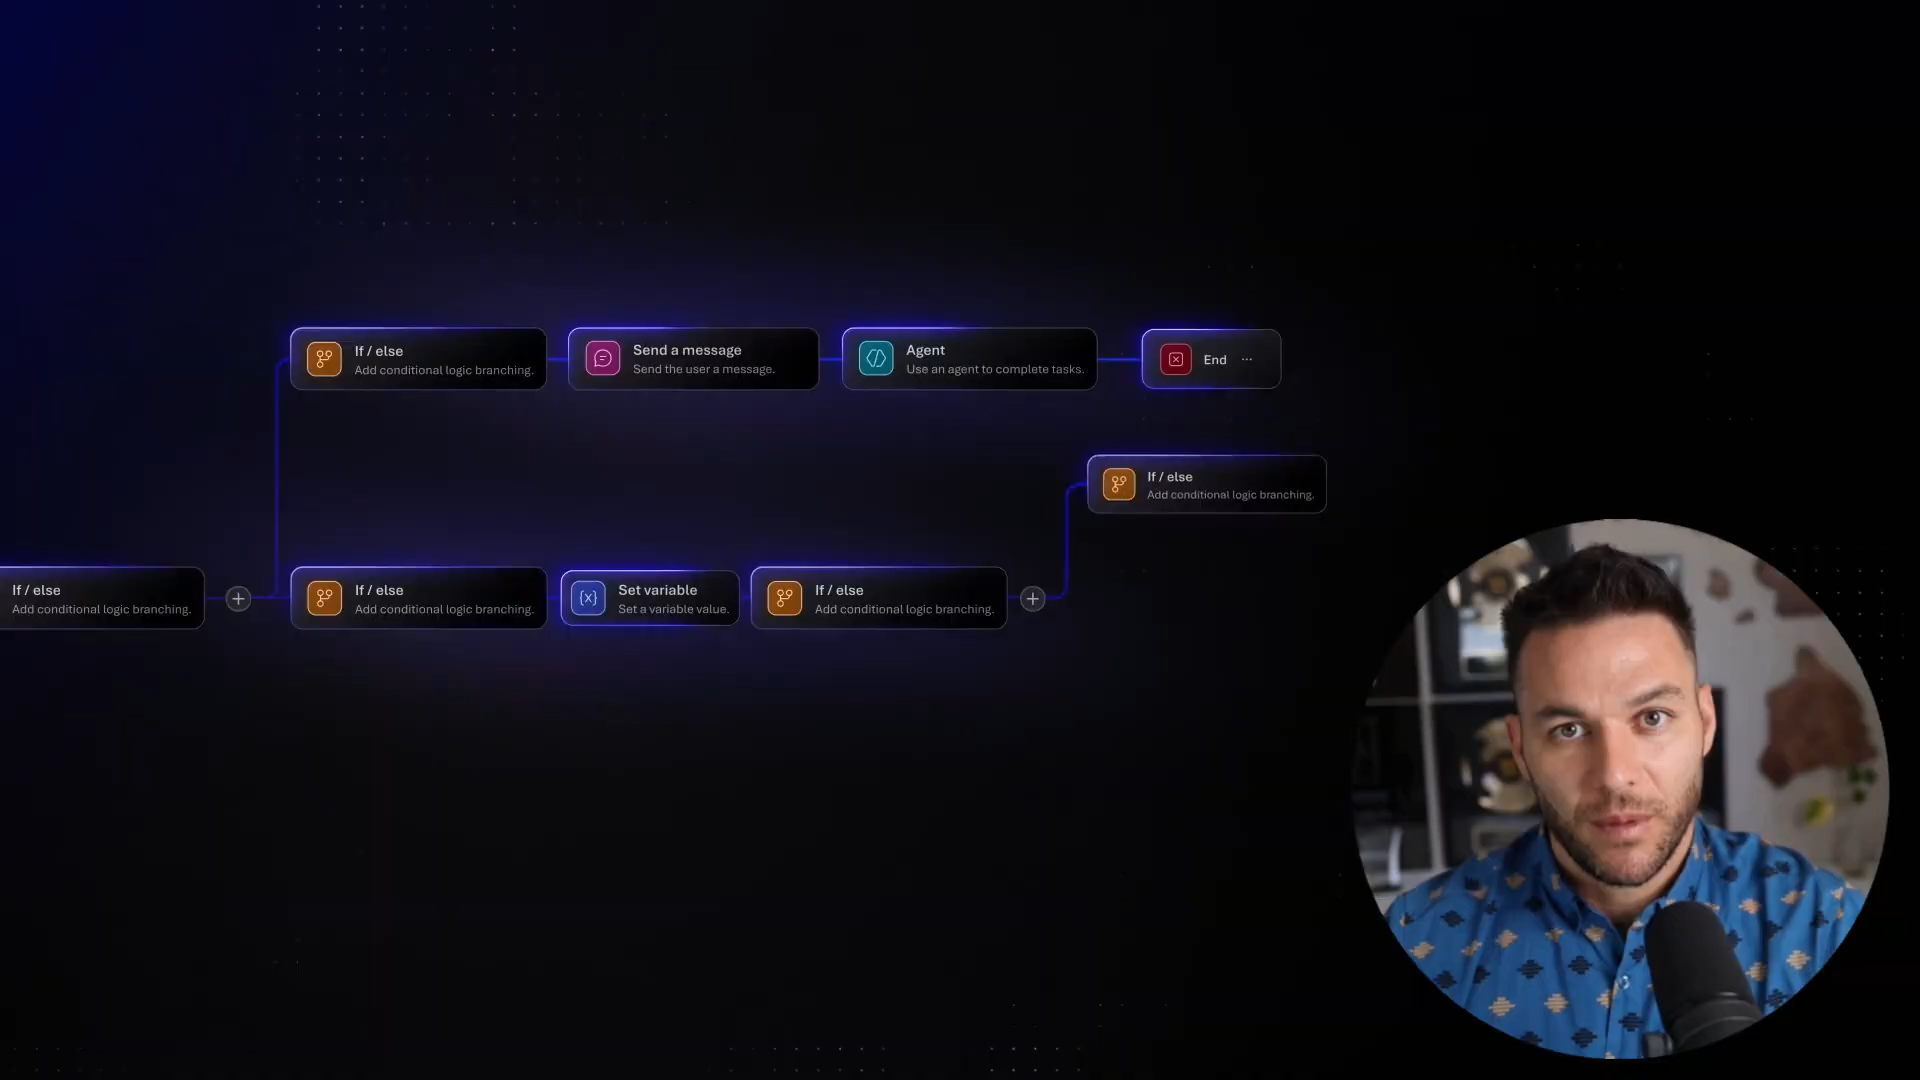 If / else
Add conditional logic branching.
Send a message
Send the user a message.
Agent
Use an agent to complete tasks.
End ...
If / else
Add conditional logic branching.
If / else
Add conditional logic branching.
If / else
Add conditional logic branching.
Set variable
Set a variable value.
If / else
Add conditional logic branching.